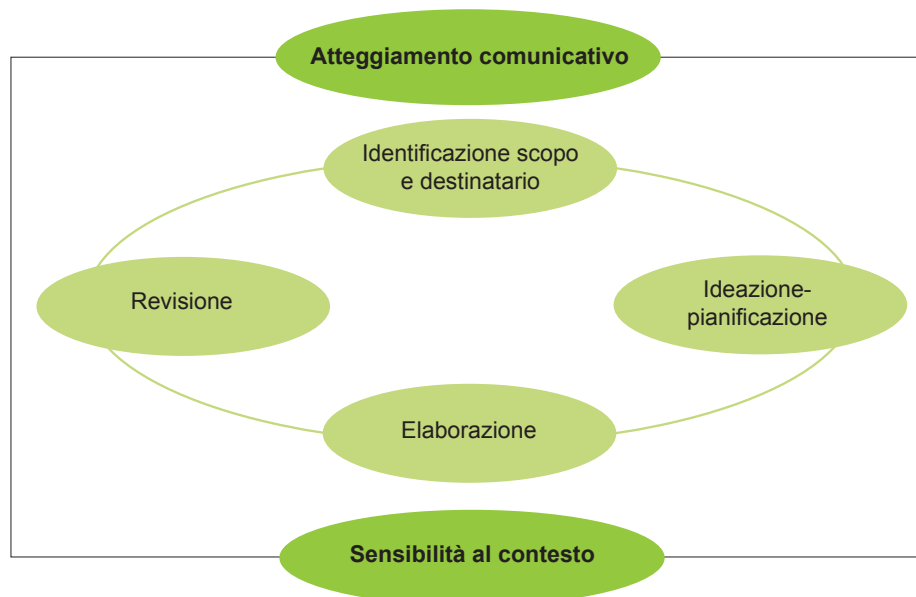 Atteggiamento comunicativo
Identificazione scopo
e destinatario
Revisione
Ideazione-
pianificazione
Elaborazione
Sensibilità al contesto